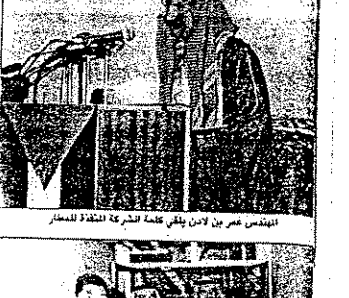 المهندس عمر بن لادن يلقي كلمة الشركة المنفذة للمطار